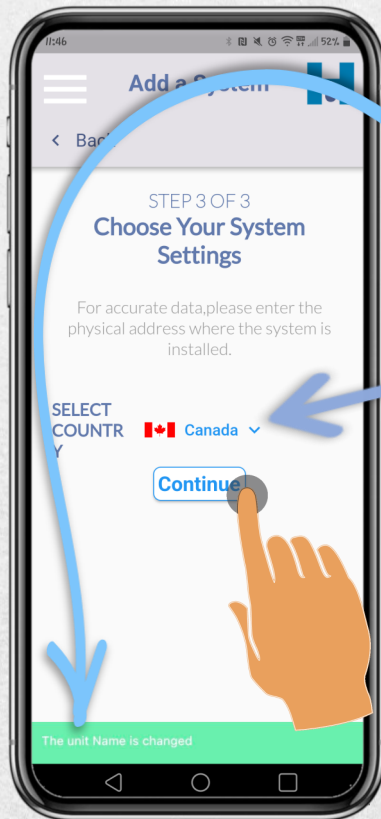 11:46
52%
Add a System
< Back
STEP 3 OF 3
Choose Your System
Settings
For accurate data,please enter the
physical address where the system is
installed.
SELECT
COUNTR
Y
Canada
Continue
The unit Name is changed